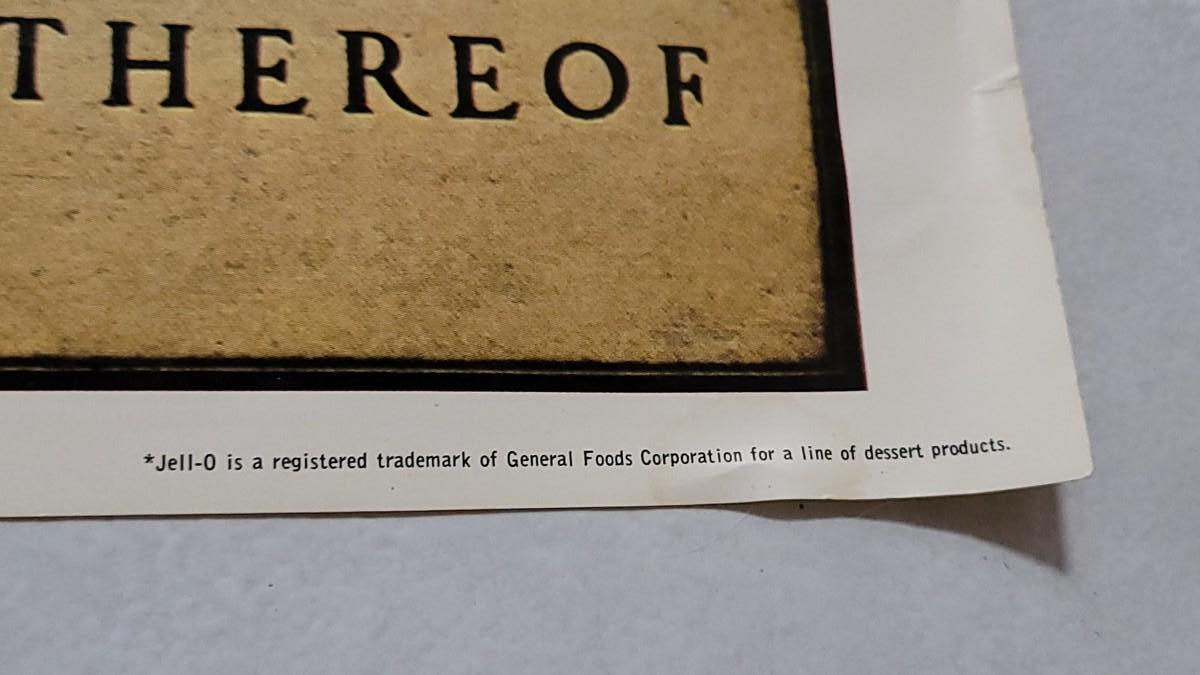 THEREOF
*Jell-O is a registered trademark of General Foods Corporation for a line of dessert products.